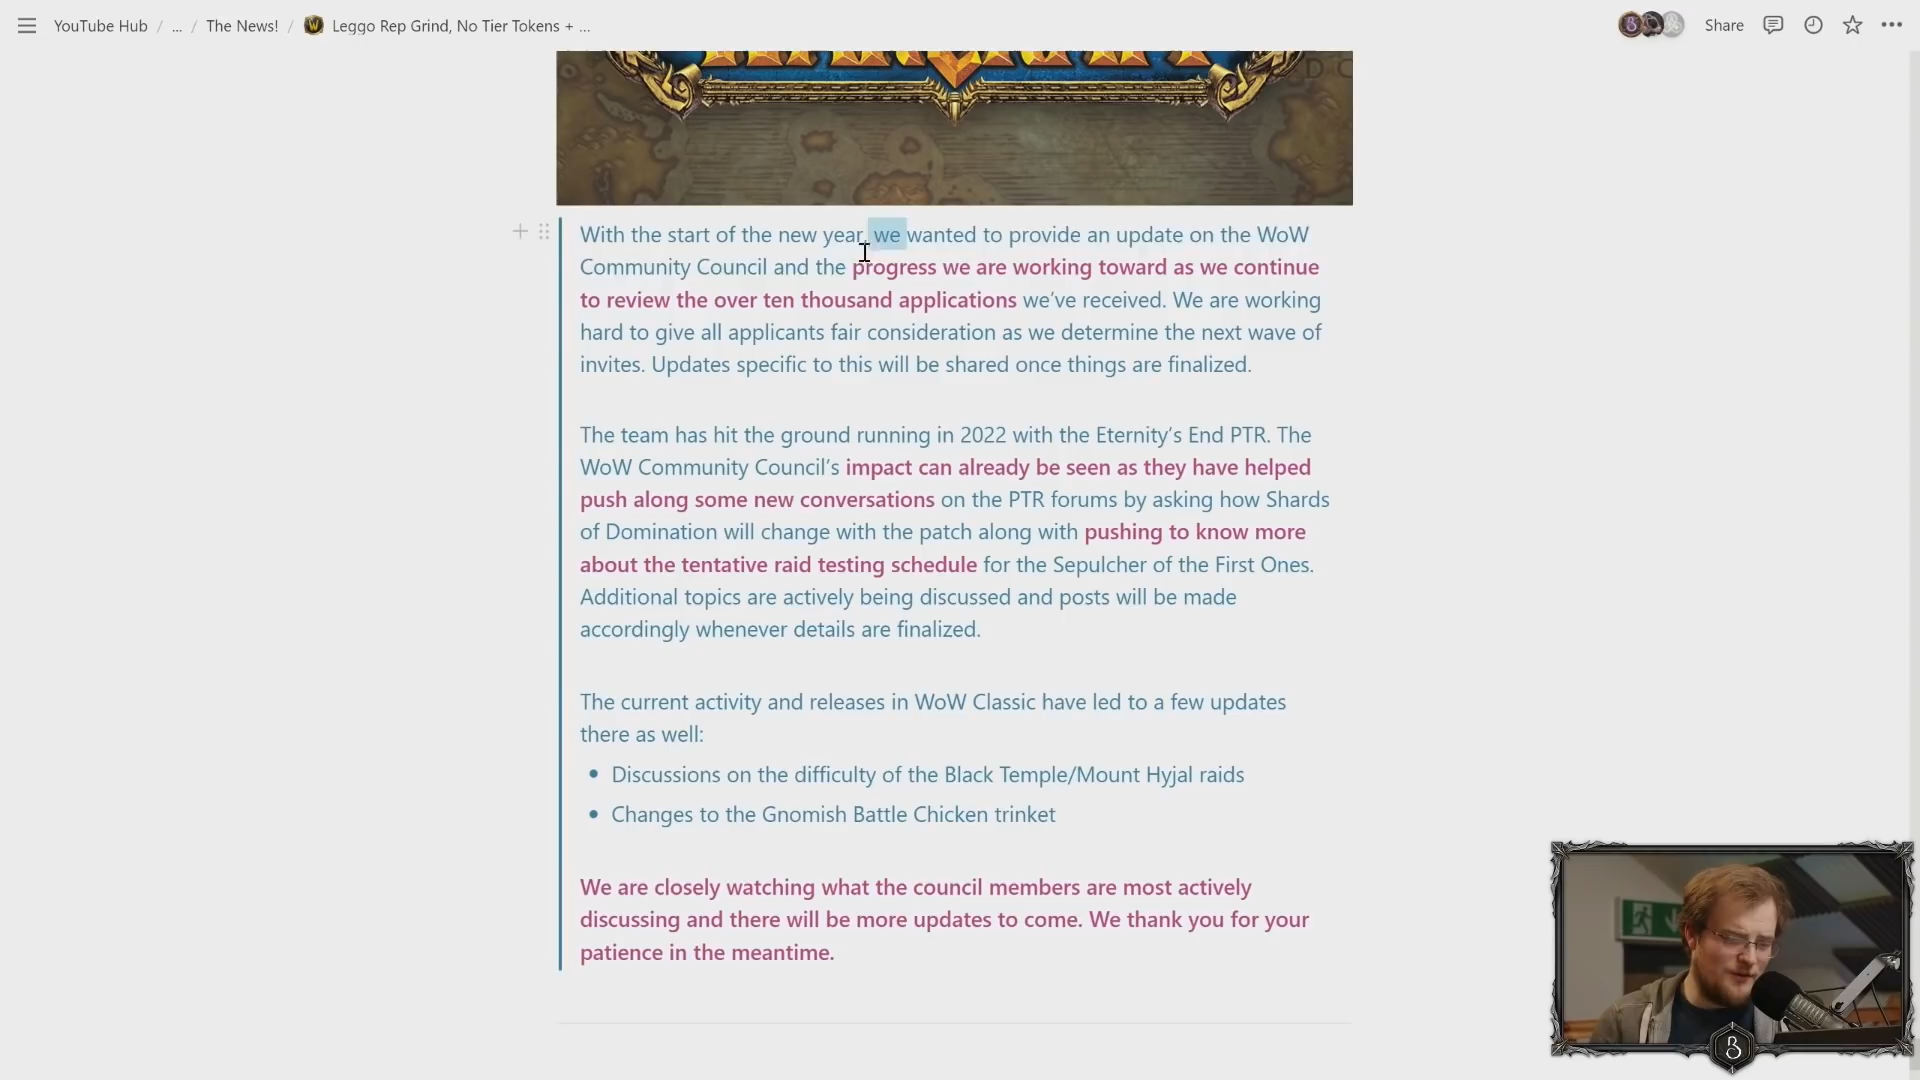 YouTube Hub / ... / The News! / Leggo Rep Grind, No Tier Tokens + ...
Share
With the start of the new year, we wanted to provide an update on the WoW
Community Council and the progress we are working toward as we continue
to review the over ten thousand applications we’ve received. We are working
hard to give all applicants fair consideration as we determine the next wave of
invites. Updates specific to this will be shared once things are finalized.
The team has hit the ground running in 2022 with the Eternity’s End PTR. The
WoW Community Council’s impact can already be seen as they have helped
push along some new conversations on the PTR forums by asking how Shards
of Domination will change with the patch along with pushing to know more
about the tentative raid testing schedule for the Sepulcher of the First Ones.
Additional topics are actively being discussed and posts will be made
accordingly whenever details are finalized.
The current activity and releases in WoW Classic have led to a few updates
there as well:
• Discussions on the difficulty of the Black Temple/Mount Hyjal raids
• Changes to the Gnomish Battle Chicken trinket
We are closely watching what the council members are most actively
discussing and there will be more updates to come. We thank you for your
patience in the meantime.
B